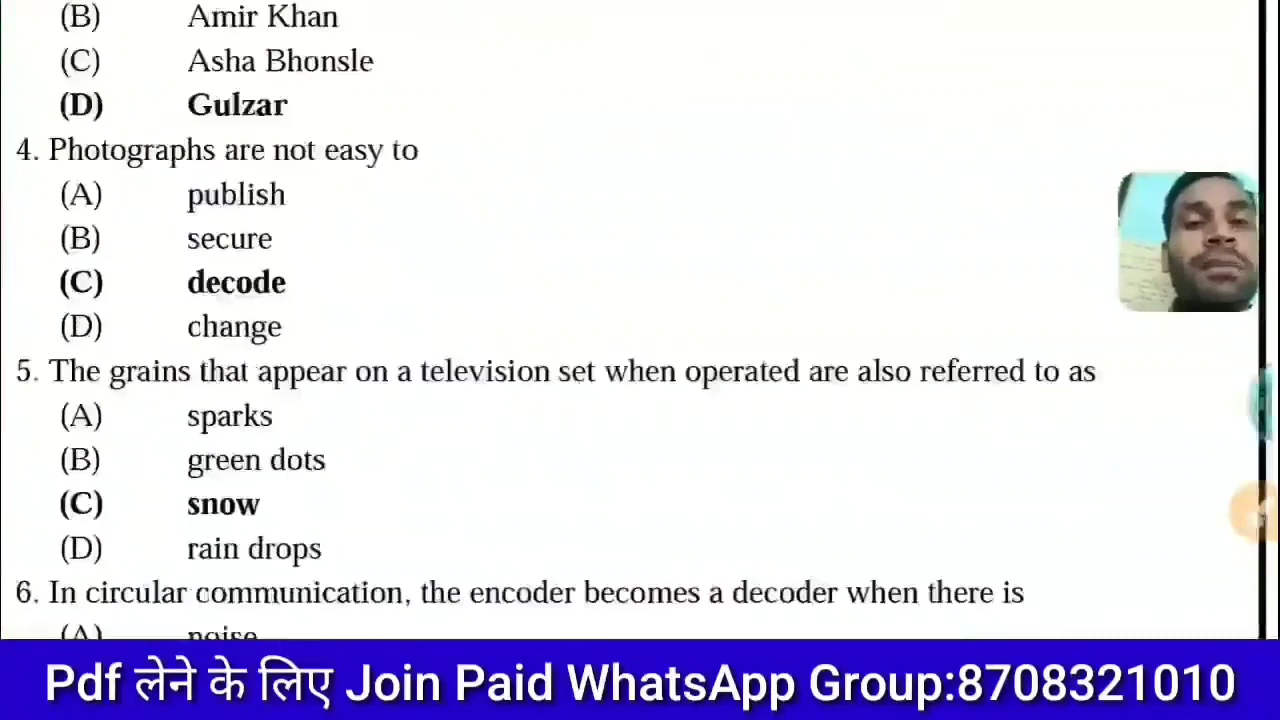 (B) Amir Khan
(C) Asha Bhonsle
(D) Gulzar
4. Photographs are not easy to
(A) publish
(B) secure
(C) decode
(D) change
5. The grains that appear on a television set when operated are also referred to as
(A) sparks
(B) green dots
(C) snow
(D) rain drops
6. In circular communication, the encoder becomes a decoder when there is
(A) noise
Pdf लेने के लिए Join Paid WhatsApp Group:8708321010